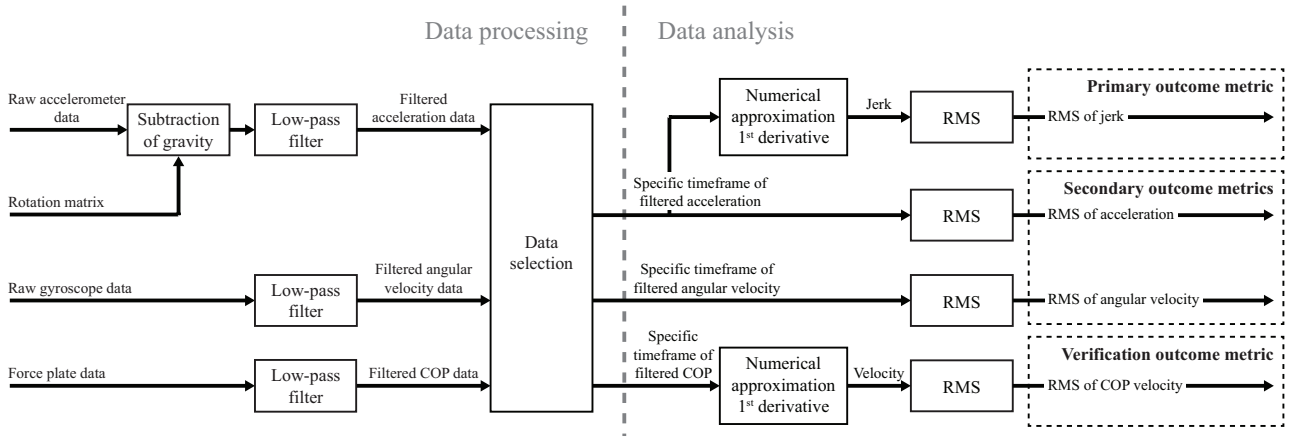 Data processing
Data analysis
Raw accelerometer
data
Subtraction
of gravity
Low-pass
filter
Filtered
acceleration data
Rotation matrix
Raw gyroscope data
Low-pass
filter
Filtered angular
velocity data
Force plate data
Low-pass
filter
Filtered COP data
Data
selection
Numerical
approximation
1st derivative
Jerk
RMS
Primary outcome metric
RMS of jerk
Specific timeframe of
filtered acceleration
RMS
Secondary outcome metrics
RMS of acceleration
Specific timeframe of
filtered angular velocity
RMS
RMS of angular velocity
Specific
timeframe of
filtered COP
Numerical
approximation
1st derivative
Velocity
RMS
Verification outcome metric
RMS of COP velocity